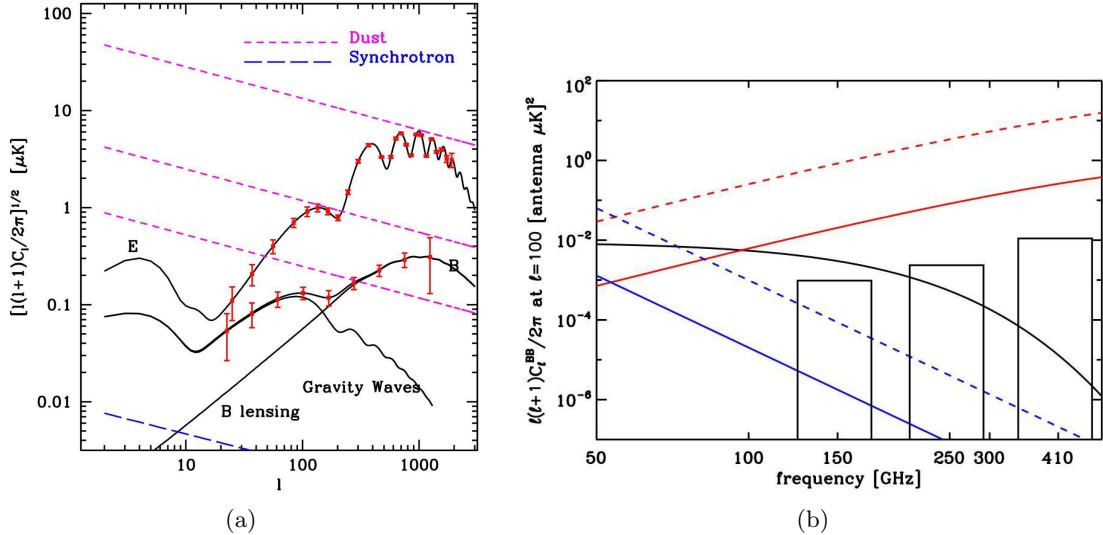 100
10
1
0.1
0.01
[l(l+1)C_l/2π]^{1/2} [μK]
Dust
Synchrotron
E
B
Gravity Waves
B lensing
10
100
1000
l
(a)
10^2
10^0
10^{-2}
10^{-4}
10^{-6}
ℓ(ℓ+1)C_ℓ^{BB}/2π at ℓ=100 [antenna μK]^2
50
100
150
250
300
410
frequency [GHz]
(b)